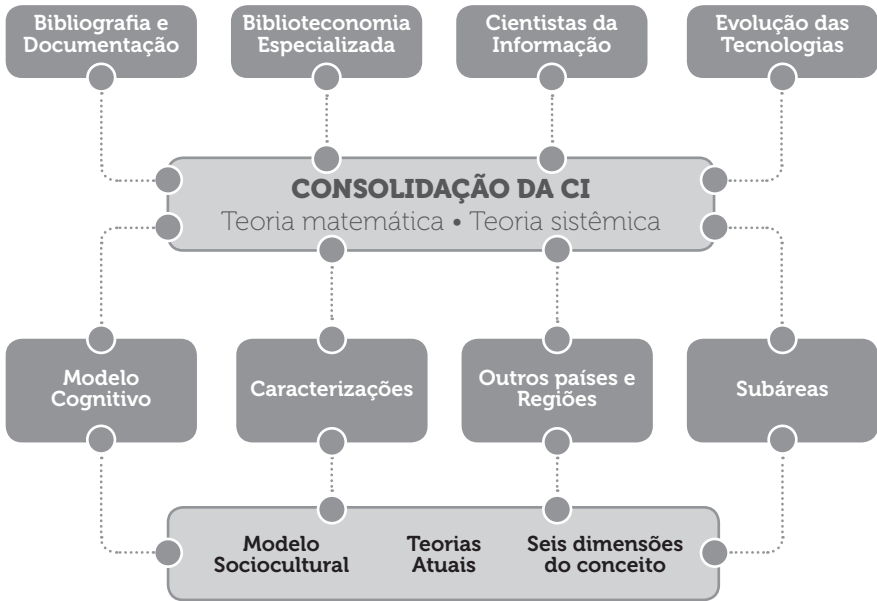 Bibliografia e
Documentação
Biblioteconomia
Especializada
Cientistas da
Informação
Evolução das
Tecnologias
CONSOLIDAÇÃO DA CI
Teoria matemática • Teoria sistêmica
Modelo
Cognitivo
Caracterizações
Outros países e
Regiões
Subáreas
Modelo
Sociocultural
Teorias
Atuais
Seis dimensões
do conceito